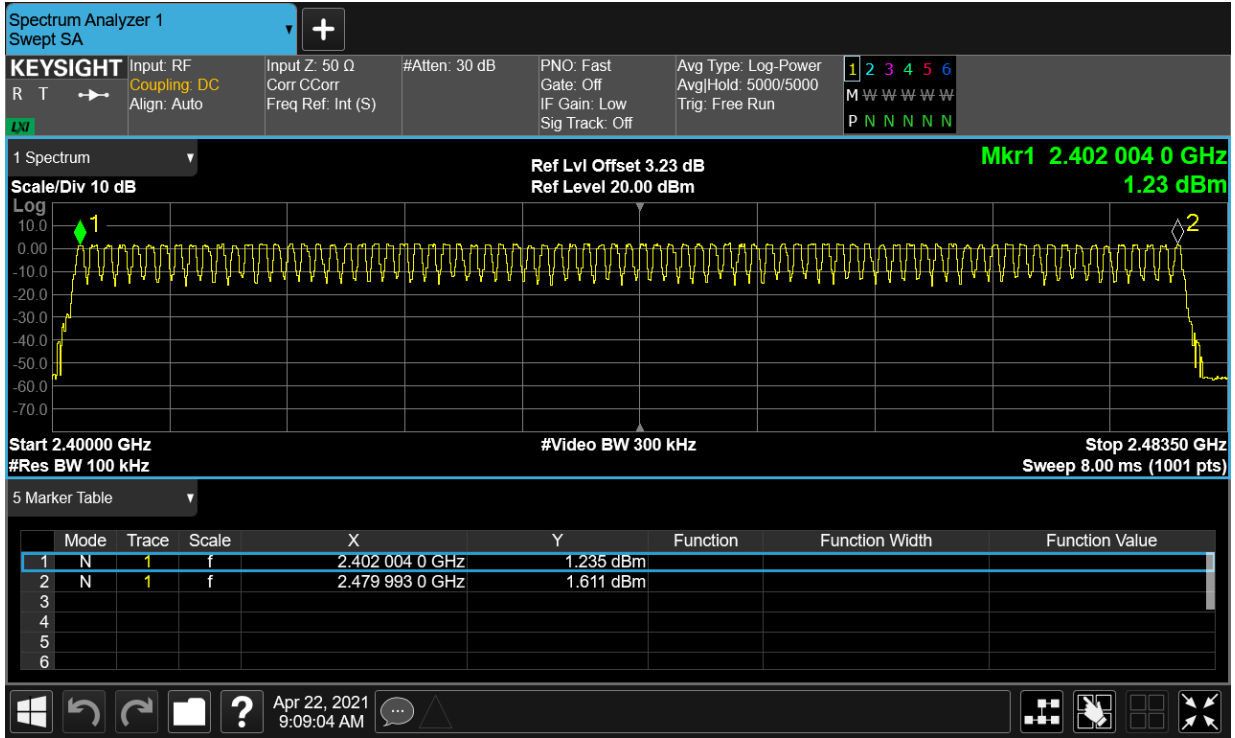 Spectrum Analyzer 1
Swept SA
KEYSIGHT
R T
LXI
Input: RF
Coupling: DC
Align: Auto
Input Z: 50 Ω
Corr CCorr
Freq Ref: Int (S)
#Atten: 30 dB
PNO: Fast
Gate: Off
IF Gain: Low
Sig Track: Off
Avg Type: Log-Power
Avg|Hold: 5000/5000
Trig: Free Run
1 2 3 4 5 6
M W W W W W
P N N N N N
1 Spectrum
Scale/Div 10 dB
Ref Lvl Offset 3.23 dB
Ref Level 20.00 dBm
Mkr1 2.402 004 0 GHz
1.23 dBm
Log
1
2
10.0
0.00
-10.0
-20.0
-30.0
-40.0
-50.0
-60.0
-70.0
Start 2.40000 GHz
#Res BW 100 kHz
#Video BW 300 kHz
Stop 2.48350 GHz
Sweep 8.00 ms (1001 pts)
5 Marker Table
Mode Trace Scale X Y Function Function Width Function Value
1 N 1 f 2.402 004 0 GHz 1.235 dBm
2 N 1 f 2.479 993 0 GHz 1.611 dBm
3
4
5
6
?
Apr 22, 2021
9:09:04 AM